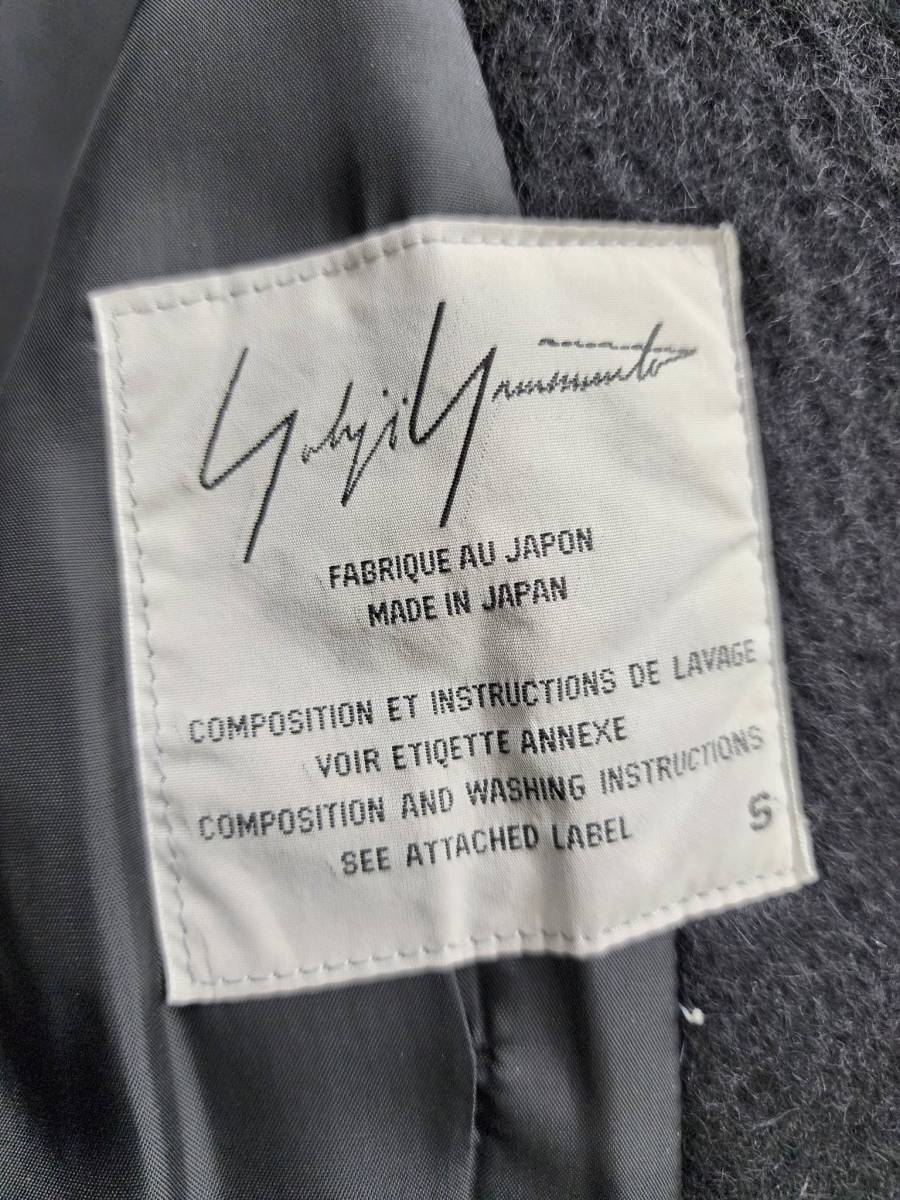 Yohji Yamamoto
FABRIQUE AU JAPON
MADE IN JAPAN
COMPOSITION ET INSTRUCTIONS DE LAVAGE
VOIR ETIQETTE ANNEXE
COMPOSITION AND WASHING INSTRUCTIONS
SEE ATTACHED LABEL
S